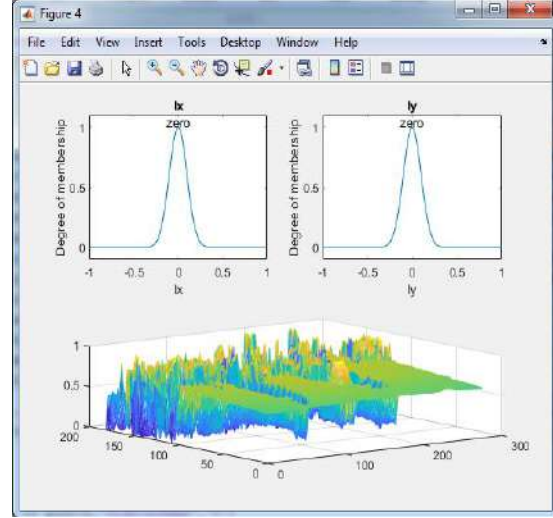 Figure 4
File Edit View Insert Tools Desktop Window Help
Ix
Iy
zero
zero
Degree of membership
Degree of membership
1
0.5
0
1
0.5
0
-1 -0.5 0 0.5 1
-1 -0.5 0 0.5 1
Ix
Iy
1
0.5
0
200 150 100 50 0
0 100 200 300